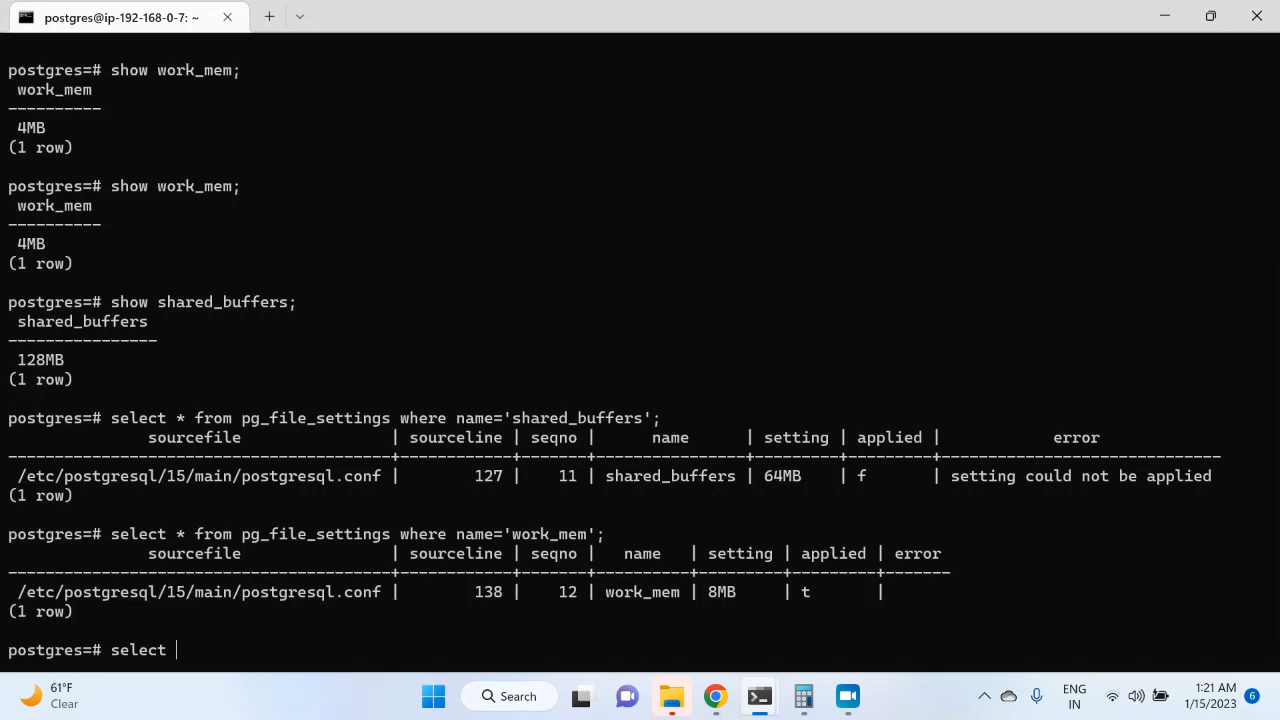 postgres@ip-192-168-0-7: ~
postgres=# show work_mem;
 work_mem
----------
 4MB
(1 row)
postgres=# show work_mem;
 work_mem
----------
 4MB
(1 row)
postgres=# show shared_buffers;
 shared_buffers
----------------
 128MB
(1 row)
postgres=# select * from pg_file_settings where name='shared_buffers';
               sourcefile                | sourceline | seqno |      name      | setting | applied |            error
-----------------------------------------+------------+-------+----------------+---------+---------+------------------------------
 /etc/postgresql/15/main/postgresql.conf |        127 |    11 | shared_buffers | 64MB    | f       | setting could not be applied
(1 row)
postgres=# select * from pg_file_settings where name='work_mem';
               sourcefile                | sourceline | seqno |   name   | setting | applied | error
-----------------------------------------+------------+-------+----------+---------+---------+-------
 /etc/postgresql/15/main/postgresql.conf |        138 |    12 | work_mem | 8MB     | t       |
(1 row)
postgres=# select
61°F
Clear
Search
ENG
IN
1:21 AM
1/15/2023
6